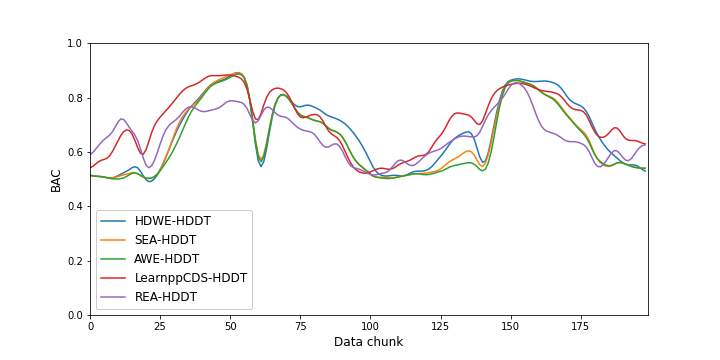 1.0
0.8
0.6
0.4
0.2
0.0
BAC
HDWE-HDDT
SEA-HDDT
AWE-HDDT
LearnppCDS-HDDT
REA-HDDT
0 25 50 75 100 125 150 175
Data chunk